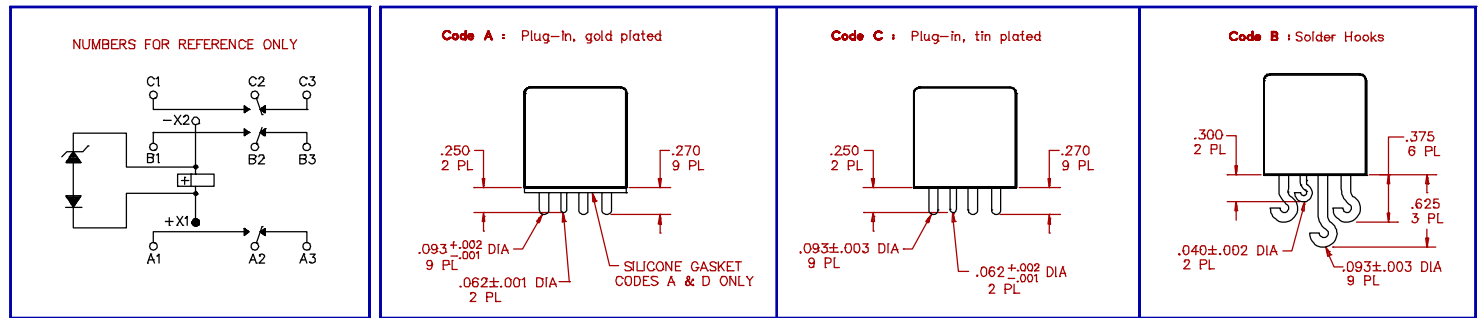 NUMBERS FOR REFERENCE ONLY
C1 C2 C3
-X2
B1 B2 B3
+
+X1
A1 A2 A3
Code A : Plug-in, gold plated
.250
2 PL
.270
9 PL
.093 +.002 -.001 DIA
9 PL
.062±.001 DIA
2 PL
SILICONE GASKET
CODES A & D ONLY
Code C : Plug-in, tin plated
.250
2 PL
.270
9 PL
.093±.003 DIA
9 PL
.062 +.002 -.001 DIA
2 PL
Code B : Solder Hooks
.300
2 PL
.375
6 PL
.625
3 PL
.040±.002 DIA
2 PL
.093±.003 DIA
9 PL